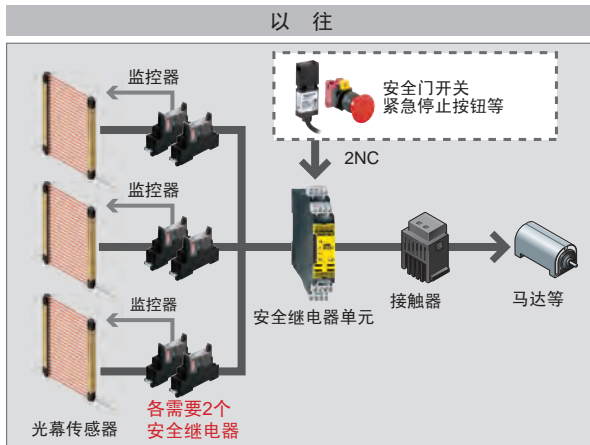 以 往
监控器
安全门开关
紧急停止按钮等
2NC
监控器
监控器
安全继电器单元
接触器
马达等
光幕传感器
各需要2个
安全继电器